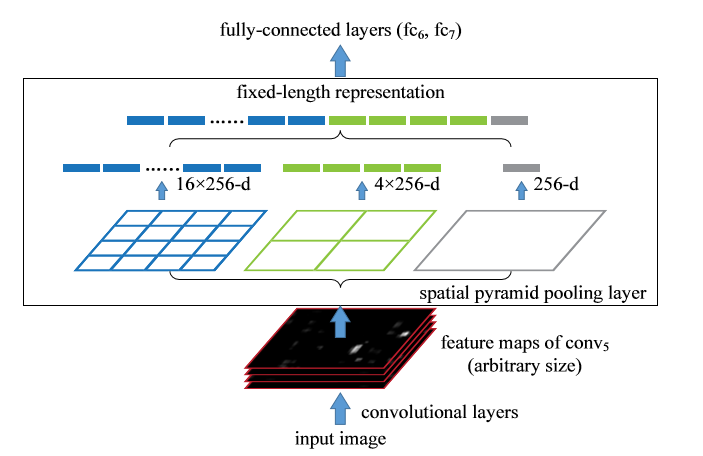 fully-connected layers (fc₆, fc₇)
fixed-length representation
......
......
16×256-d
4×256-d
256-d
spatial pyramid pooling layer
feature maps of conv₅
(arbitrary size)
convolutional layers
input image